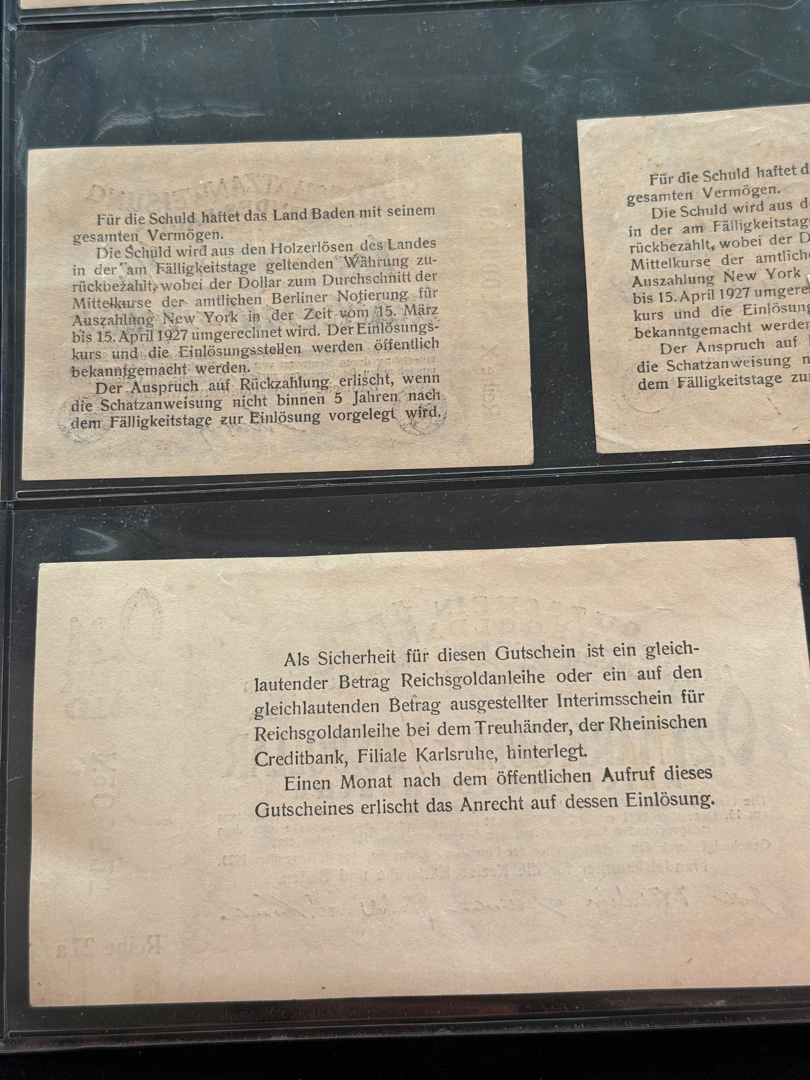 Für die Schuld haftet das Land Baden mit seinem
gesamten Vermögen.
Die Schuld wird aus den Holzerlösen des Landes
in der am Fälligkeitstage geltenden Währung zu-
rückbezahlt, wobei der Dollar zum Durchschnitt der
Mittelkurse der amtlichen Berliner Notierung für
Auszahlung New York in der Zeit vom 15. März
bis 15. April 1927 umgerechnet wird. Der Einlösungs-
kurs und die Einlösungsstellen werden öffentlich
bekanntgemacht werden.
Der Anspruch auf Rückzahlung erlischt, wenn
die Schatzanweisung nicht binnen 5 Jahren nach
dem Fälligkeitstage zur Einlösung vorgelegt wird.
Für die Schuld haftet d
gesamten Vermögen.
Die Schuld wird aus d
in der am Fälligkeitstag
rückbezahlt, wobei der D
Mittelkurse der amtlich
Auszahlung New York
bis 15. April 1927 umgere
kurs und die Einlösung
bekanntgemacht werde
Der Anspruch auf
die Schatzanweisung n
dem Fälligkeitstage zu
Als Sicherheit für diesen Gutschein ist ein gleich-
lautender Betrag Reichsgoldanleihe oder ein auf den
gleichlautenden Betrag ausgestellter Interimsschein für
Reichsgoldanleihe bei dem Treuhänder, der Rheinischen
Creditbank, Filiale Karlsruhe, hinterlegt.
Einen Monat nach dem öffentlichen Aufruf dieses
Gutscheines erlischt das Anrecht auf dessen Einlösung.
Reihe 27a